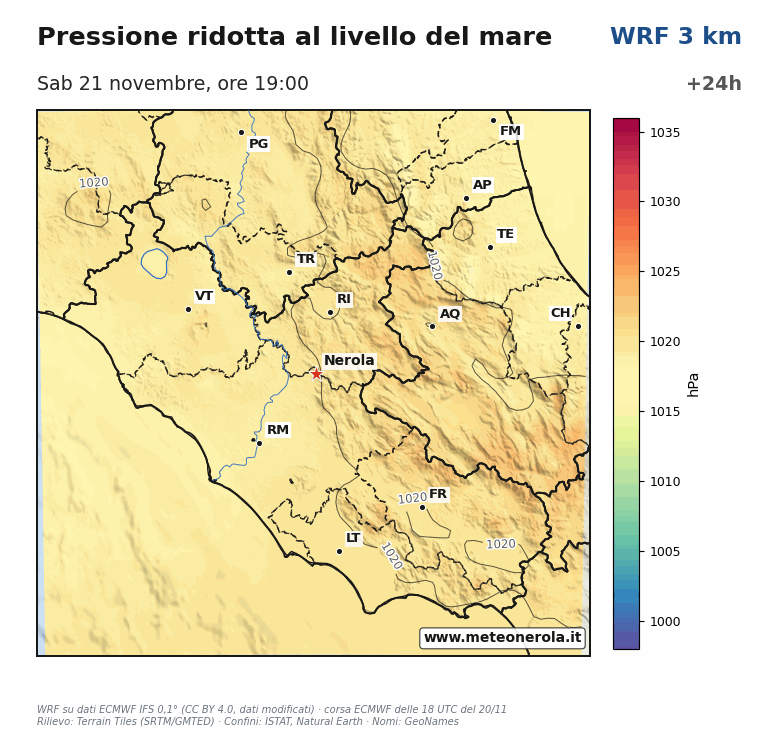 Pressione ridotta al livello del mare
WRF 3 km
Sab 21 novembre, ore 19:00
+24h
FM
PG
1020
AP
TE
TR
1020
VT
RI
AQ
CH
Nerola
RM
1020
FR
LT
1020
1020
www.meteonerola.it
1035
1030
1025
1020
1015
1010
1005
1000
hPa
WRF su dati ECMWF IFS 0,1° (CC BY 4.0, dati modificati) · corsa ECMWF delle 18 UTC del 20/11
Rilievo: Terrain Tiles (SRTM/GMTED) · Confini: ISTAT, Natural Earth · Nomi: GeoNames